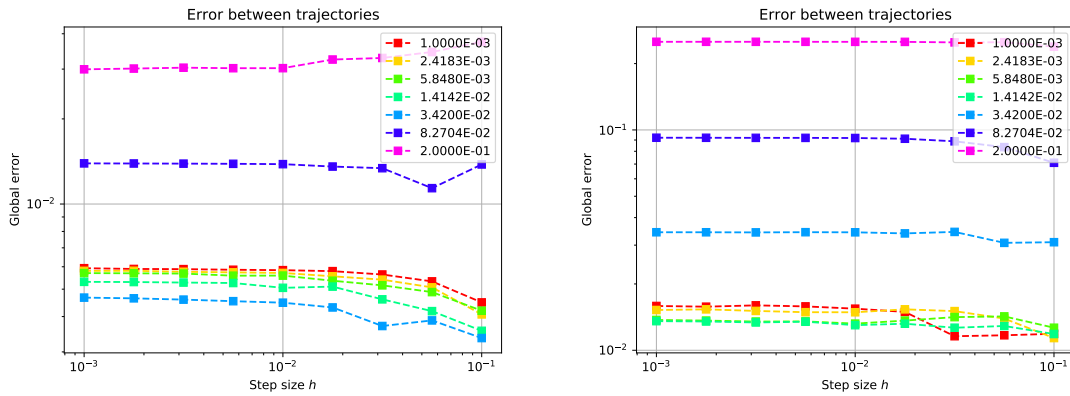 Error between trajectories
Global error
10⁻²
1.0000E-03
2.4183E-03
5.8480E-03
1.4142E-02
3.4200E-02
8.2704E-02
2.0000E-01
10⁻³ 10⁻² 10⁻¹
Step size h
Error between trajectories
Global error
10⁻¹
10⁻²
1.0000E-03
2.4183E-03
5.8480E-03
1.4142E-02
3.4200E-02
8.2704E-02
2.0000E-01
10⁻³ 10⁻² 10⁻¹
Step size h